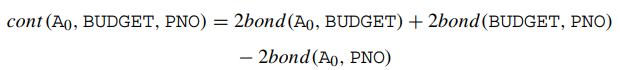 cont(A₀, BUDGET, PNO) = 2bond(A₀, BUDGET) + 2bond(BUDGET, PNO)
− 2bond(A₀, PNO)